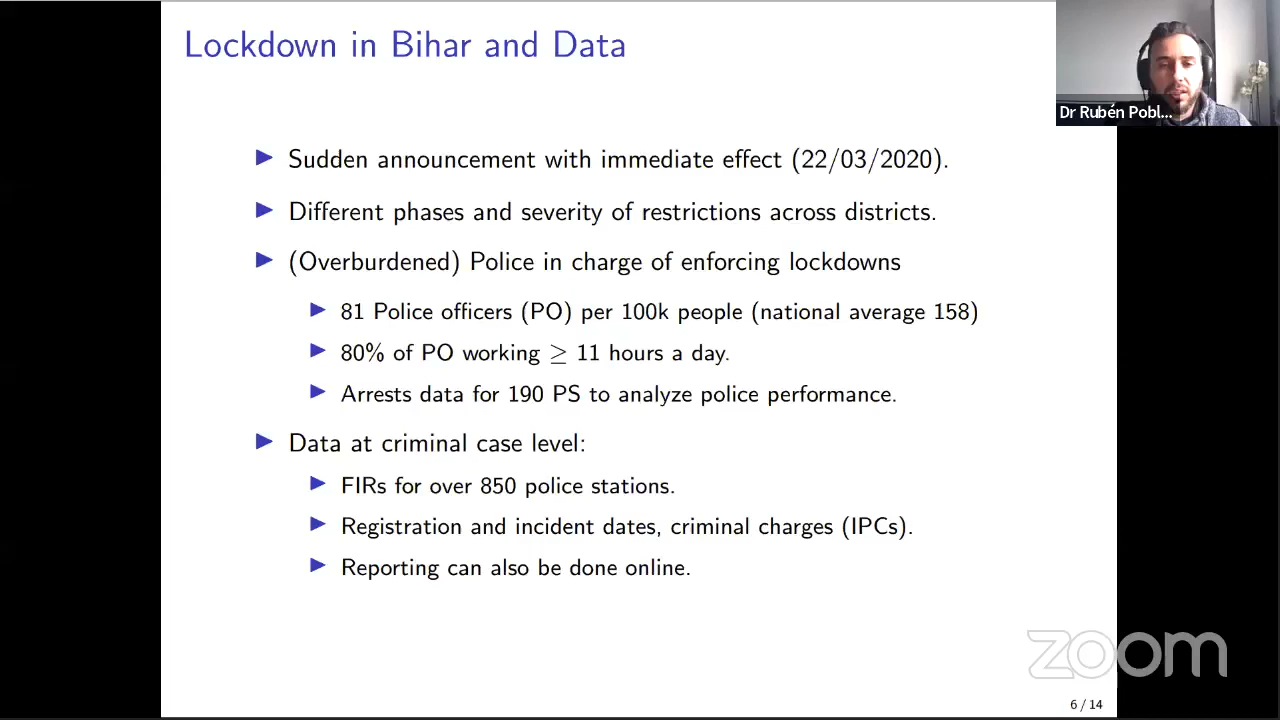 Lockdown in Bihar and Data
Dr Rubén Pobl...
▶ Sudden announcement with immediate effect (22/03/2020).
▶ Different phases and severity of restrictions across districts.
▶ (Overburdened) Police in charge of enforcing lockdowns
▶ 81 Police officers (PO) per 100k people (national average 158)
▶ 80% of PO working ≥ 11 hours a day.
▶ Arrests data for 190 PS to analyze police performance.
▶ Data at criminal case level:
▶ FIRs for over 850 police stations.
▶ Registration and incident dates, criminal charges (IPCs).
▶ Reporting can also be done online.
zoom
6 / 14